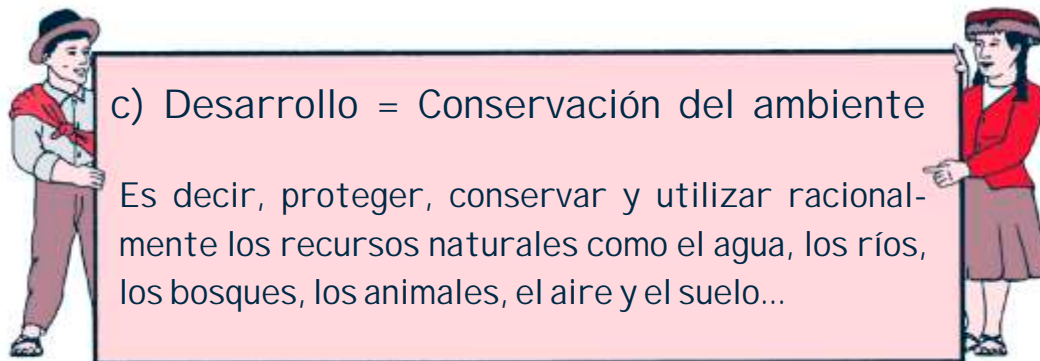 c) Desarrollo = Conservación del ambiente
Es decir, proteger, conservar y utilizar racional-
mente los recursos naturales como el agua, los ríos,
los bosques, los animales, el aire y el suelo...